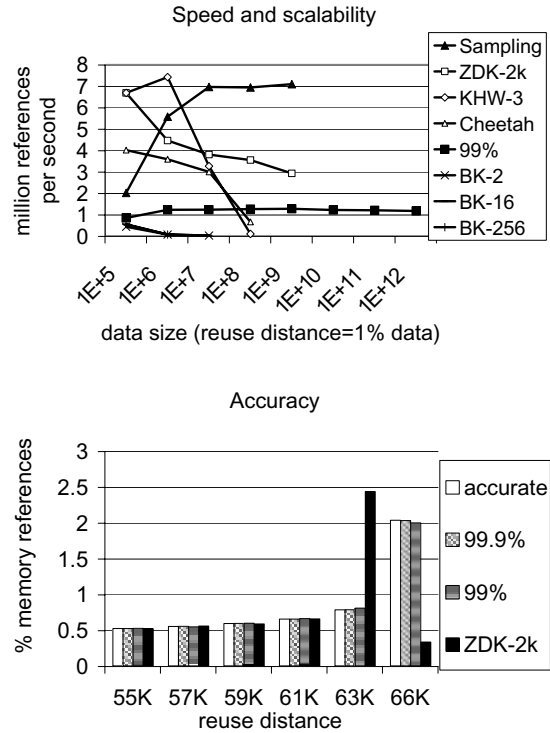 Speed and scalability
million references
per second
8
7
6
5
4
3
2
1
0
1E+5
1E+6
1E+7
1E+8
1E+9
1E+10
1E+11
1E+12
data size (reuse distance=1% data)
Sampling
ZDK-2k
KHW-3
Cheetah
99%
BK-2
BK-16
BK-256
Accuracy
% memory references
3
2.5
2
1.5
1
0.5
0
55K 57K 59K 61K 63K 66K
reuse distance
accurate
99.9%
99%
ZDK-2k